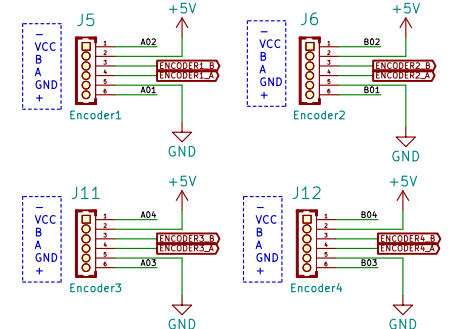 J5
+5V
–
VCC
B
A
GND
+
1
2
3
4
5
6
A02
ENCODER1_B
ENCODER1_A
A01
Encoder1
GND
J6
+5V
–
VCC
B
A
GND
+
1
2
3
4
5
6
B02
ENCODER2_B
ENCODER2_A
B01
Encoder2
GND
J11
+5V
–
VCC
B
A
GND
+
1
2
3
4
5
6
A04
ENCODER3_B
ENCODER3_A
A03
Encoder3
GND
J12
+5V
–
VCC
B
A
GND
+
1
2
3
4
5
6
B04
ENCODER4_B
ENCODER4_A
B03
Encoder4
GND